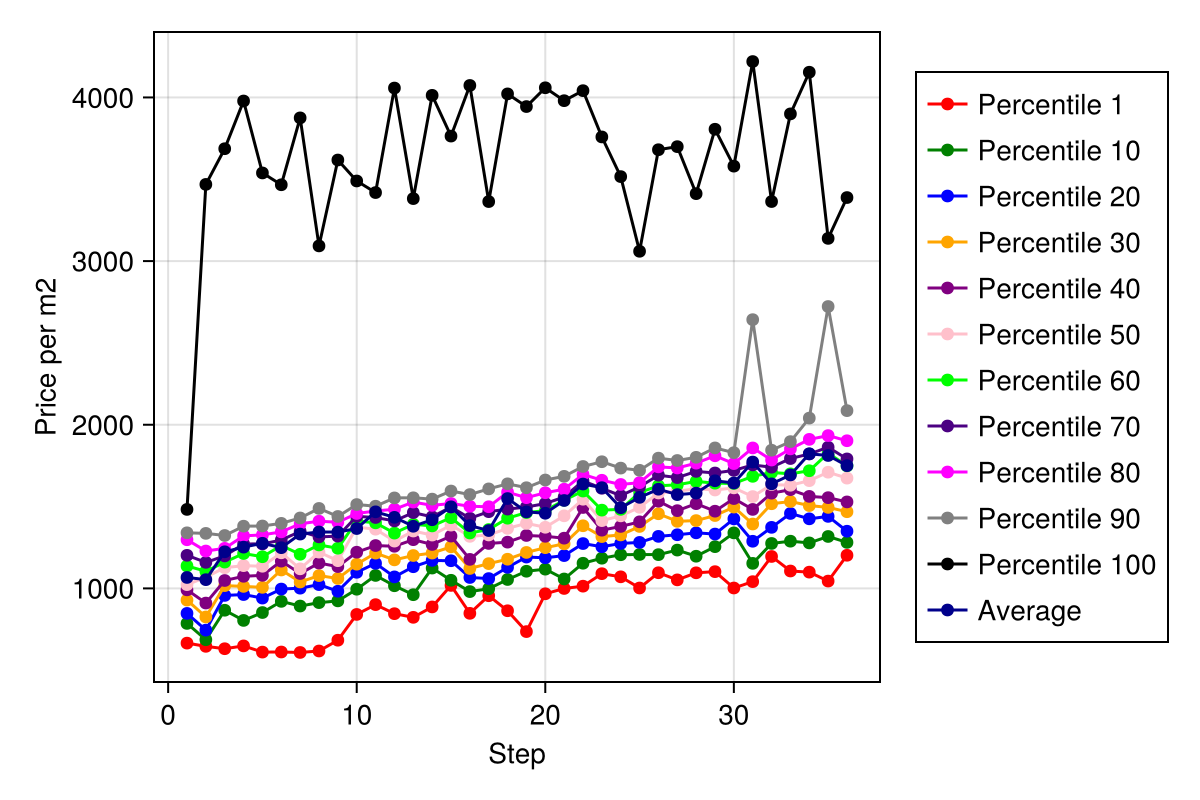 4000
3000
2000
1000
Price per m2
0
10
20
30
Step
Percentile 1
Percentile 10
Percentile 20
Percentile 30
Percentile 40
Percentile 50
Percentile 60
Percentile 70
Percentile 80
Percentile 90
Percentile 100
Average